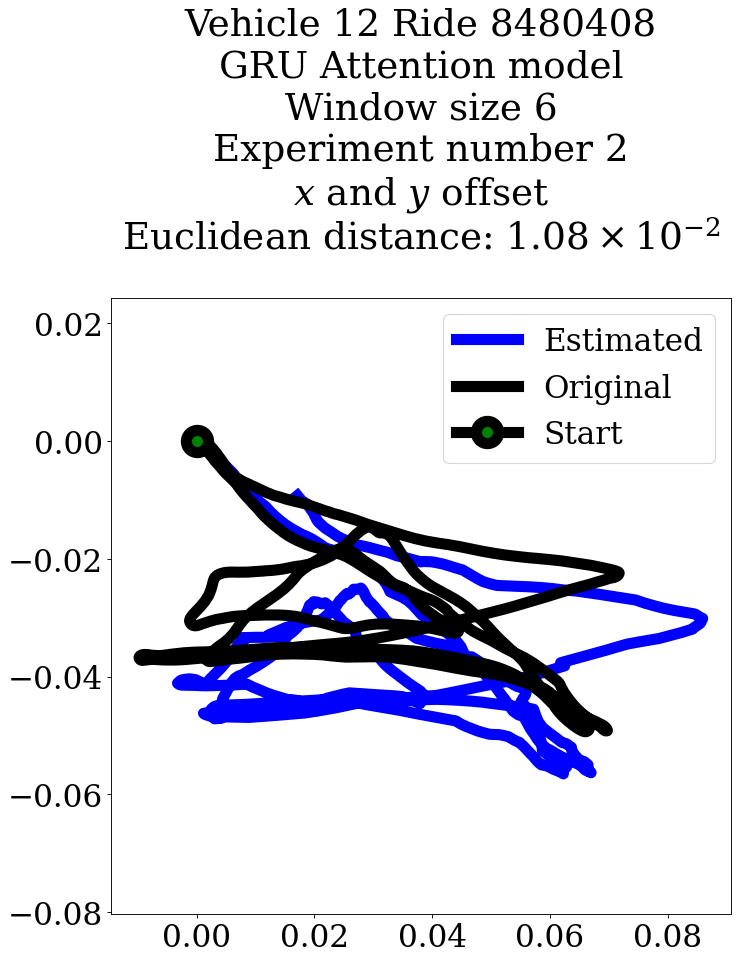 Vehicle 12 Ride 8480408
GRU Attention model
Window size 6
Experiment number 2
x and y offset
Euclidean distance: 1.08 × 10⁻²
Estimated
Original
Start
0.02
0.00
−0.02
−0.04
−0.06
−0.08
0.00 0.02 0.04 0.06 0.08